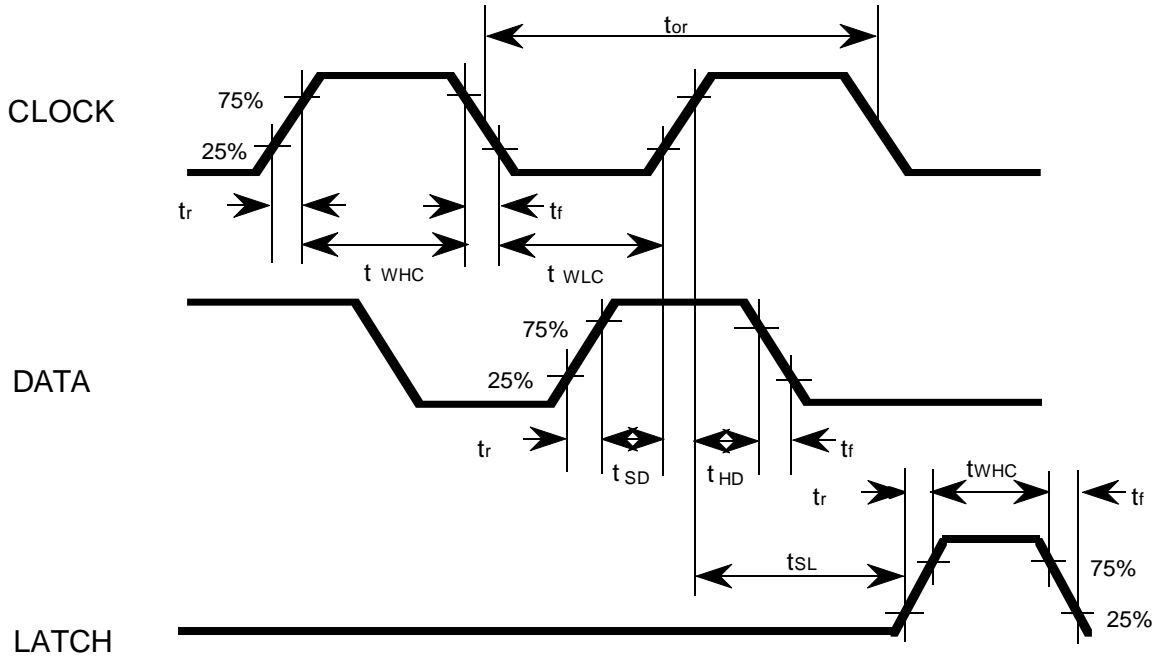 tor
CLOCK
75%
25%
tr
tf
t WHC
t WLC
DATA
75%
25%
tr
t SD
t HD
tf
tr
tWHC
tf
tSL
75%
25%
LATCH